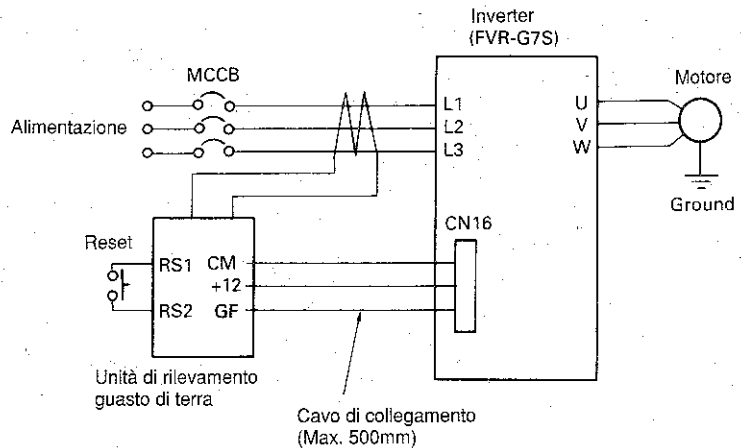 Inverter
(FVR-G7S)
MCCB
Motore
Alimentazione
L1
L2
L3
U
V
W
Ground
CN16
Reset
RS1
RS2
CM
+12
GF
Unità di rilevamento
guasto di terra
Cavo di collegamento
(Max. 500mm)